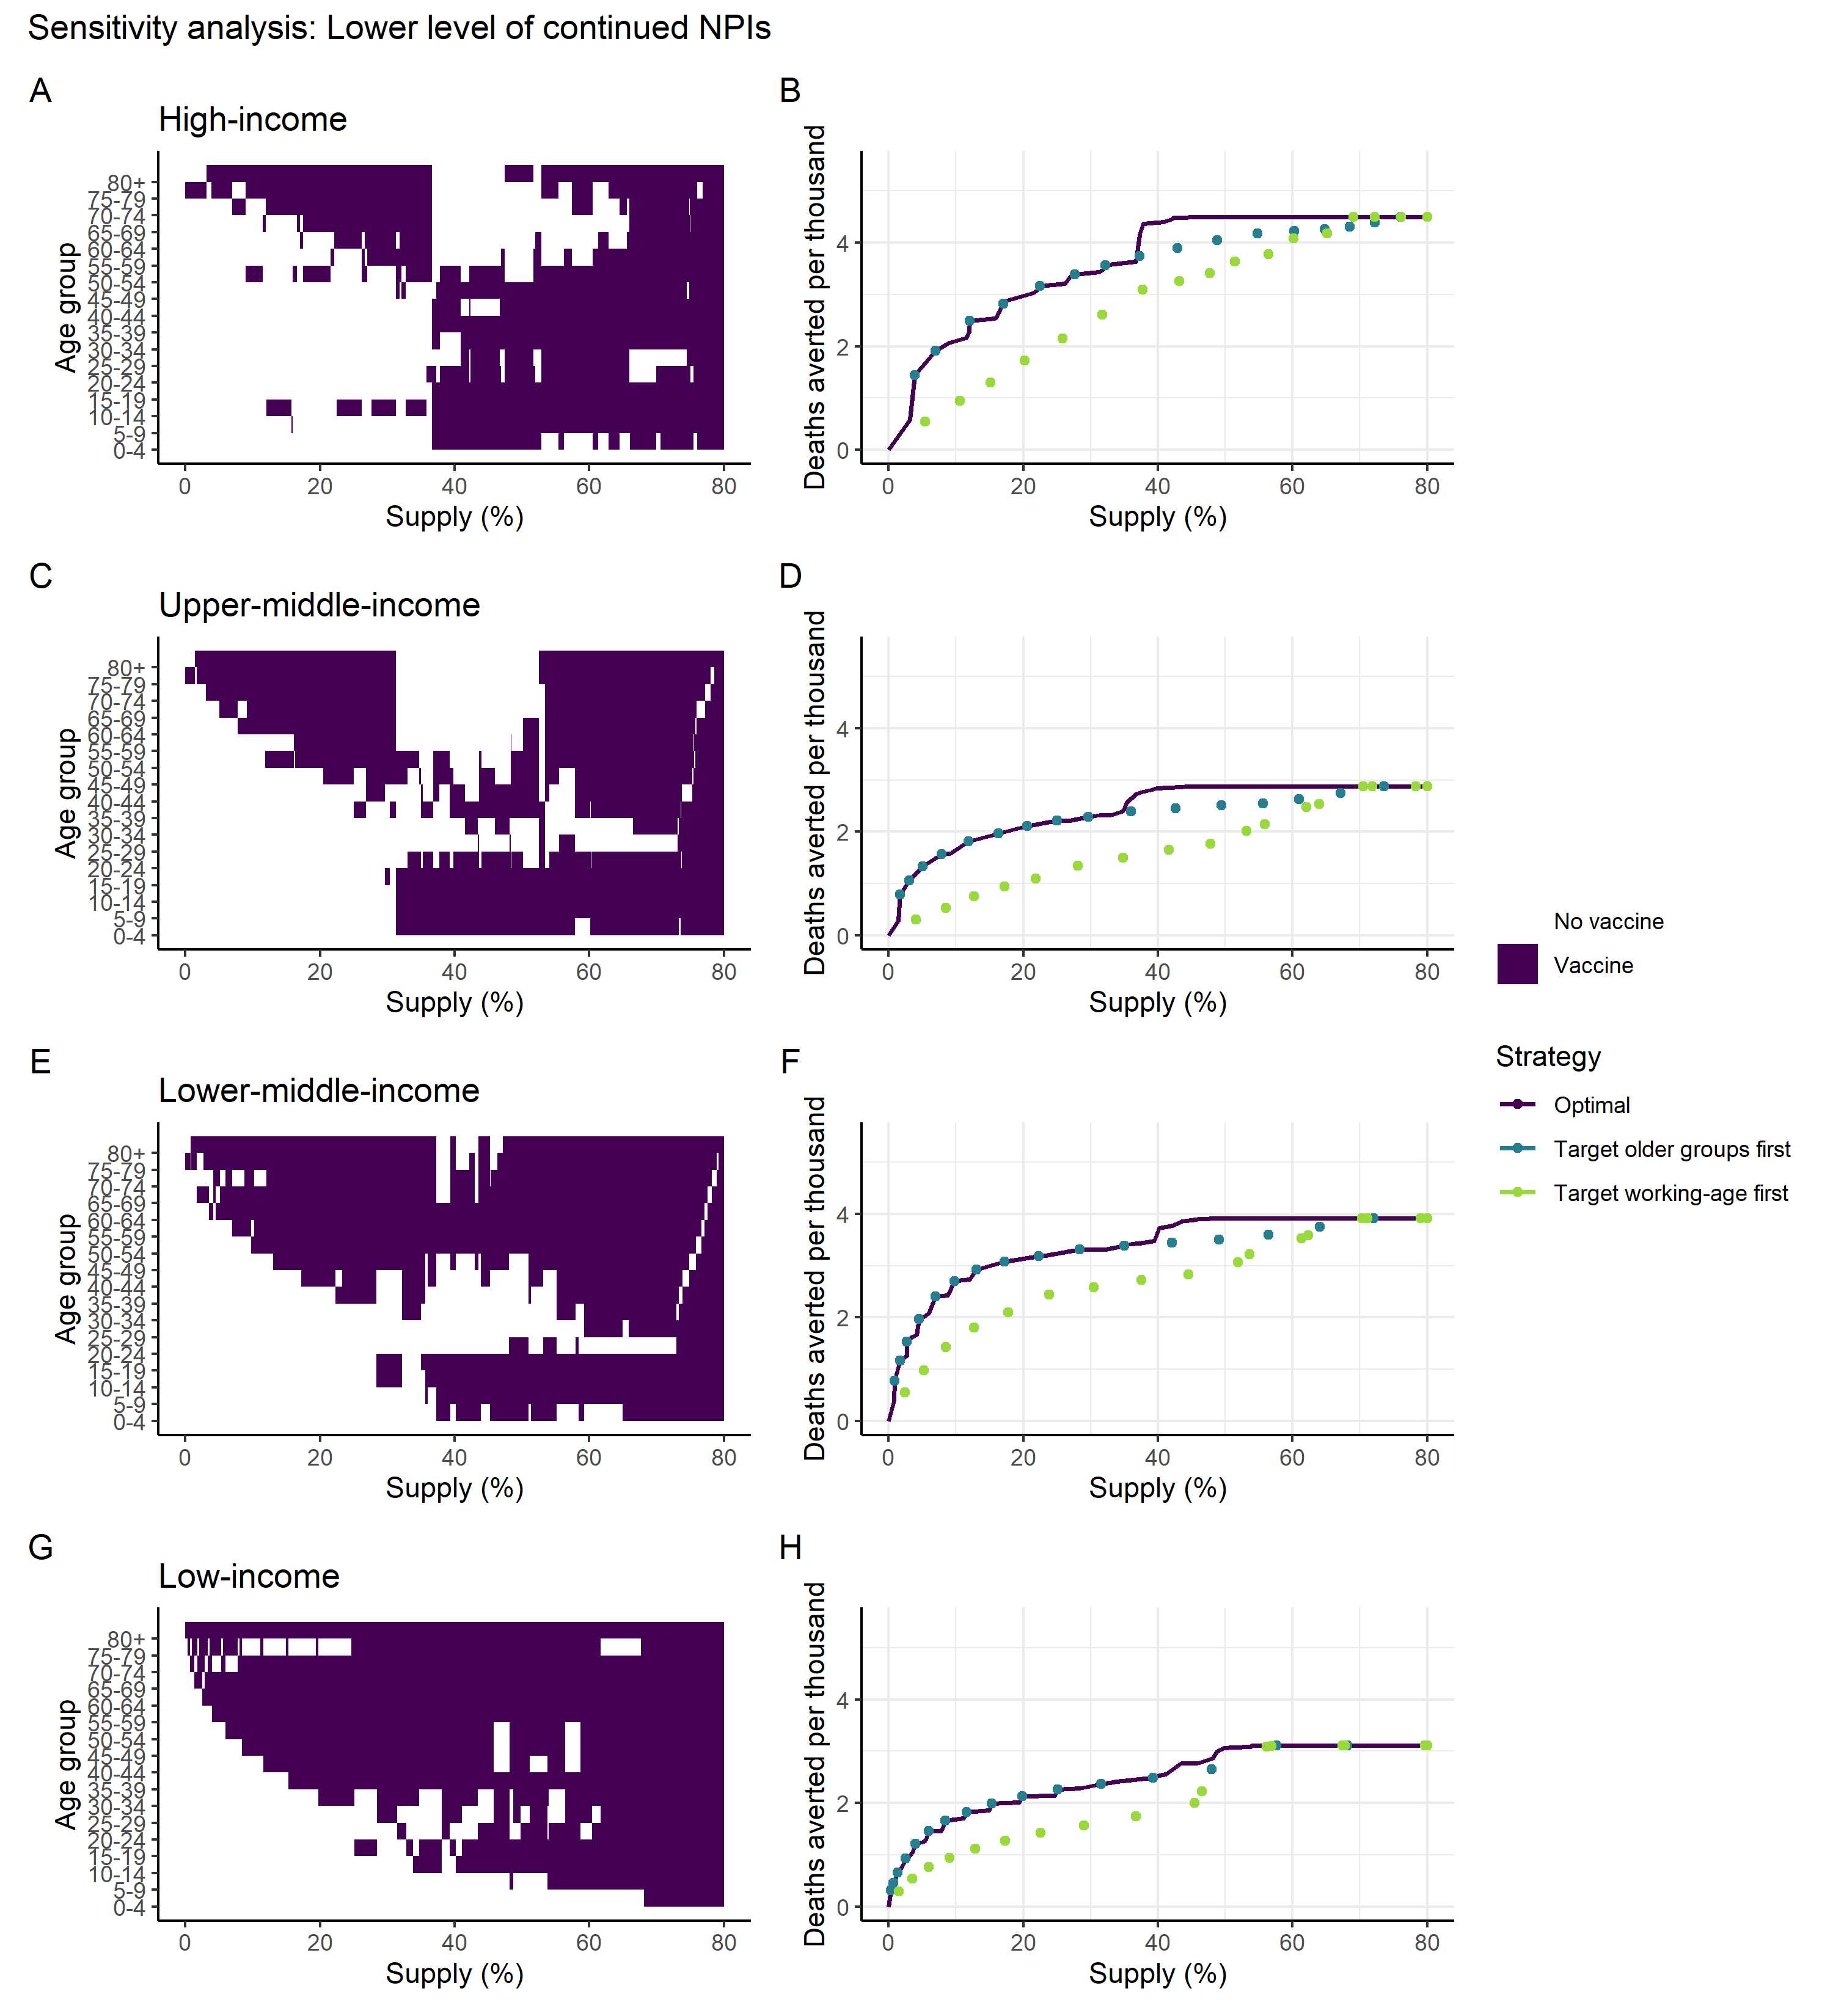 Sensitivity analysis: Lower level of continued NPIs
A
High-income
Age group
80+
75-79
70-74
65-69
60-64
55-59
50-54
45-49
40-44
35-39
30-34
25-29
20-24
15-19
10-14
5-9
0-4
0 20 40 60 80
Supply (%)
B
Deaths averted per thousand
4
2
0
0 20 40 60 80
Supply (%)
C
Upper-middle-income
Age group
80+
75-79
70-74
65-69
60-64
55-59
50-54
45-49
40-44
35-39
30-34
25-29
20-24
15-19
10-14
5-9
0-4
0 20 40 60 80
Supply (%)
D
Deaths averted per thousand
4
2
0
0 20 40 60 80
Supply (%)
E
Lower-middle-income
Age group
80+
75-79
70-74
65-69
60-64
55-59
50-54
45-49
40-44
35-39
30-34
25-29
20-24
15-19
10-14
5-9
0-4
0 20 40 60 80
Supply (%)
F
Deaths averted per thousand
4
2
0
0 20 40 60 80
Supply (%)
G
Low-income
Age group
80+
75-79
70-74
65-69
60-64
55-59
50-54
45-49
40-44
35-39
30-34
25-29
20-24
15-19
10-14
5-9
0-4
0 20 40 60 80
Supply (%)
H
Deaths averted per thousand
4
2
0
0 20 40 60 80
Supply (%)
No vaccine
Vaccine
Strategy
Optimal
Target older groups first
Target working-age first